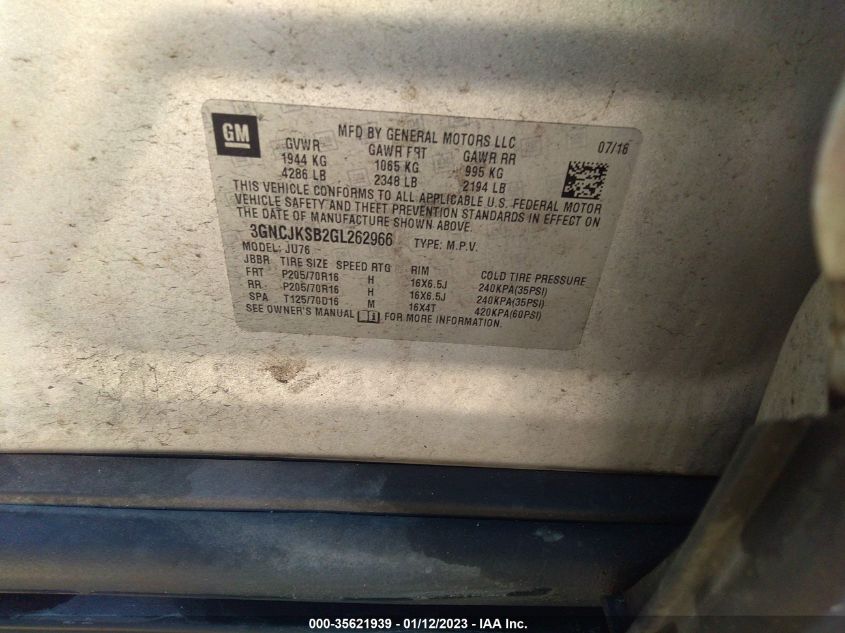 GM
MFD BY GENERAL MOTORS LLC 07/16
GVWR GAWR FRT GAWR RR
1944 KG 1065 KG 995 KG
4286 LB 2348 LB 2194 LB
THIS VEHICLE CONFORMS TO ALL APPLICABLE U.S. FEDERAL MOTOR
VEHICLE SAFETY AND THEFT PREVENTION STANDARDS IN EFFECT ON
THE DATE OF MANUFACTURE SHOWN ABOVE.
3GNCJKSB2GL262966 TYPE: M.P.V.
MODEL: JU76
JBBR TIRE SIZE SPEED RTG RIM COLD TIRE PRESSURE
FRT P205/70R16 H 16X6.5J 240KPA(35PSI)
RR P205/70R16 H 16X6.5J 240KPA(35PSI)
SPA T125/70D16 M 16X4T 420KPA(60PSI)
SEE OWNER'S MANUAL FOR MORE INFORMATION.
000-35621939 - 01/12/2023 - IAA Inc.